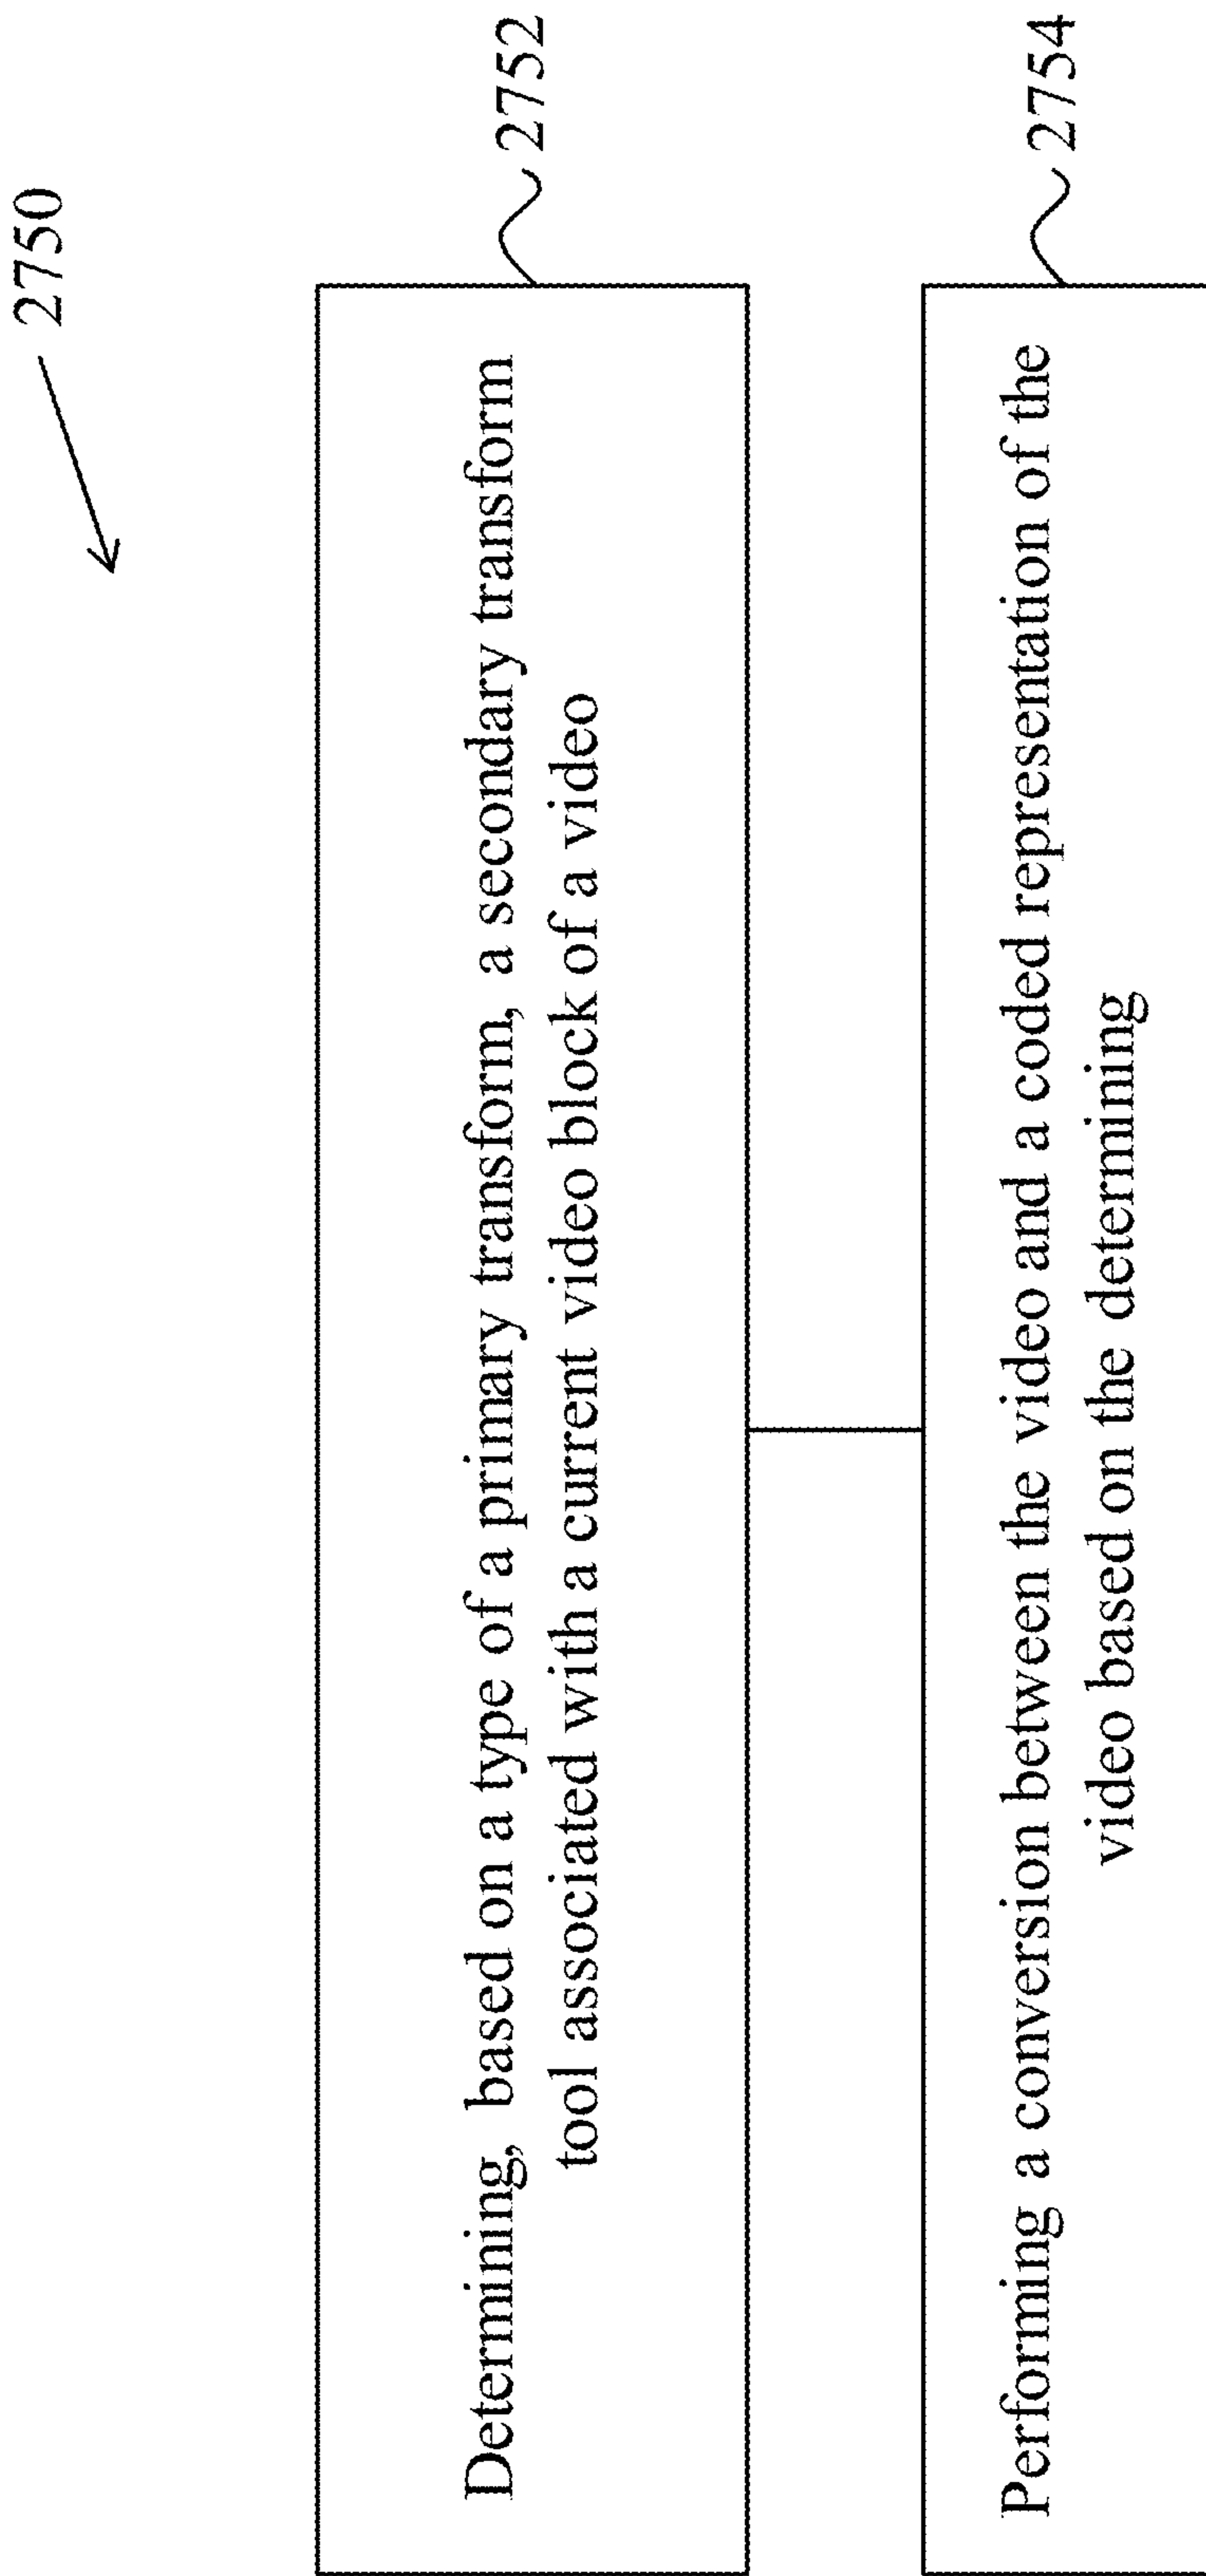 2750
Determining, based on a type of a primary transform, a secondary transform
tool associated with a current video block of a video
2752
Performing a conversion between the video and a coded representation of the
video based on the determining
2754